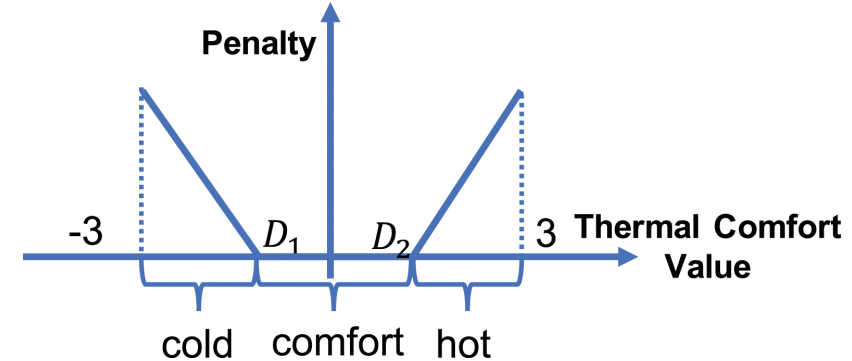 Penalty
-3
D₁
D₂
3
Thermal Comfort
Value
cold
comfort
hot